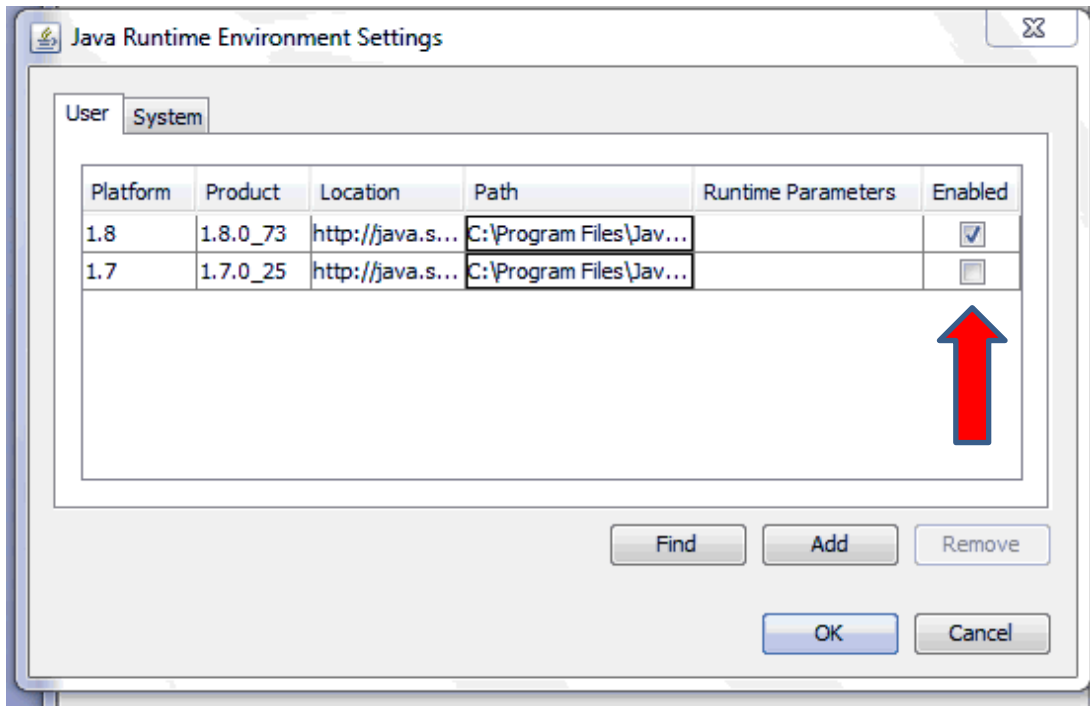 Java Runtime Environment Settings
User System
Platform Product Location Path Runtime Parameters Enabled
1.8 1.8.0_73 http://java.s... C:\Program Files\Jav...
1.7 1.7.0_25 http://java.s... C:\Program Files\Jav...
Find Add Remove
OK Cancel